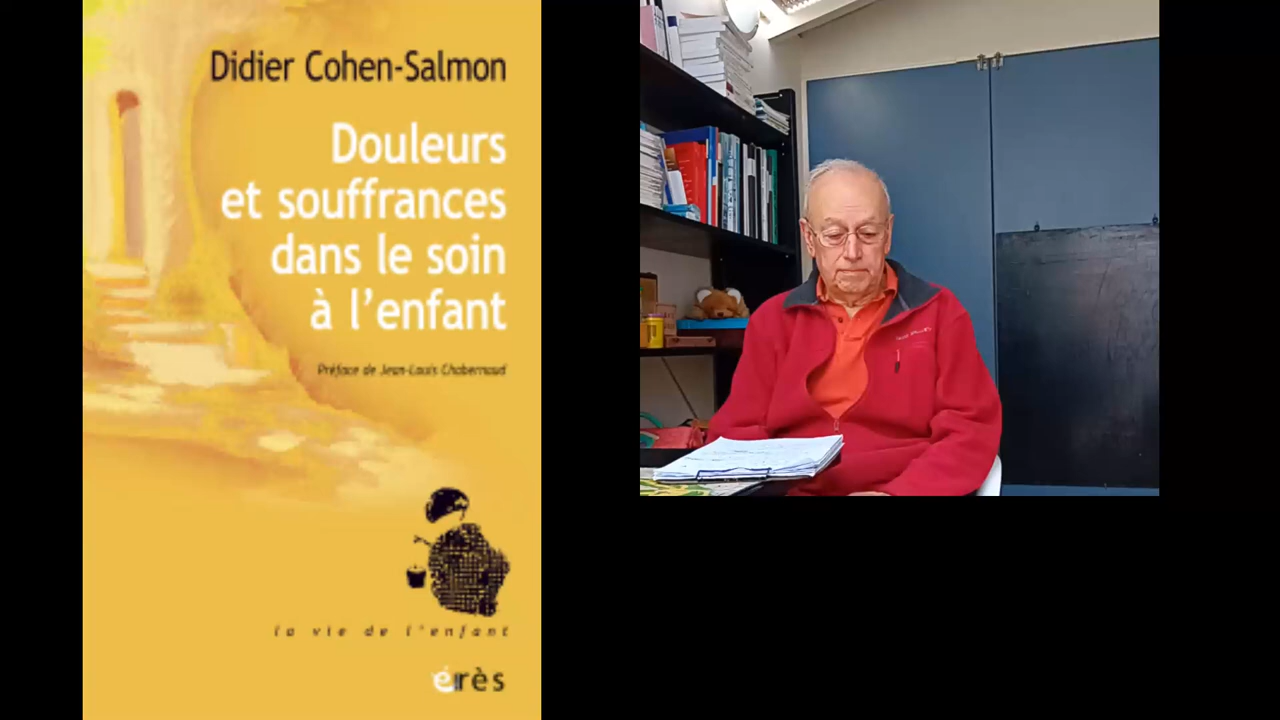 Didier Cohen-Salmon
Douleurs
et souffrances
dans le soin
à l'enfant
Préface de Jean-Louis Chabernaud
la vie de l'enfant
érès